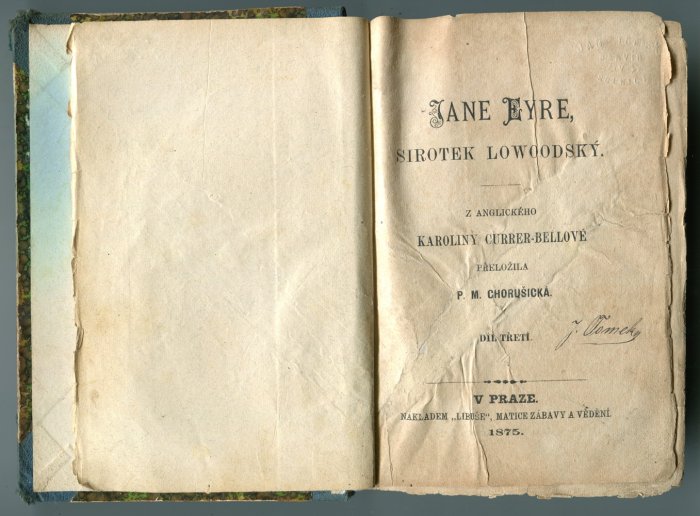 JANE EYRE,
SIROTEK LOWOODSKÝ.
Z ANGLICKÉHO
KAROLINY CURRER-BELLOVÉ
PŘELOŽILA
P. M. CHORUŠICKÁ.
DÍL TŘETÍ.
J. Tomek
V PRAZE.
NÁKLADEM „LIBUŠE“, MATICE ZÁBAVY A VĚDĚNÍ.
1875.